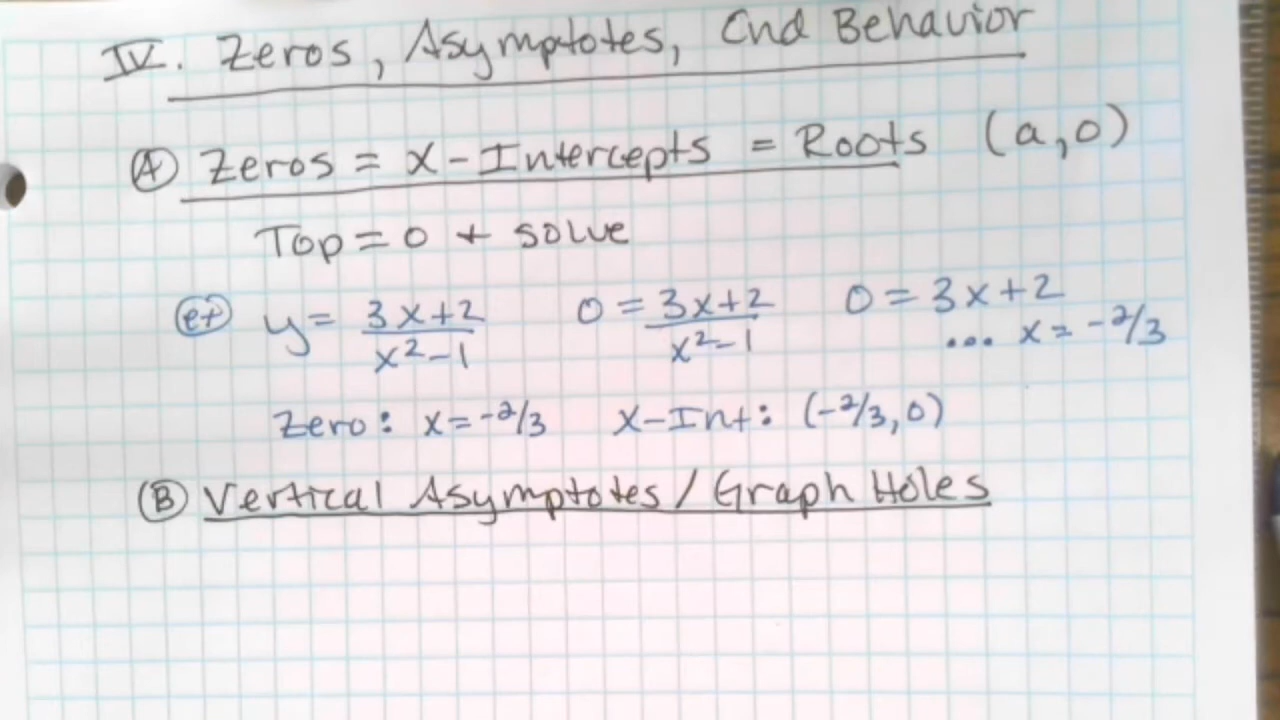 IV. Zeros, Asymptotes, End Behavior
(A) Zeros = x-Intercepts = Roots (a,0)
Top = 0 + solve
(ex) y = (3x+2)/(x²-1)   0 = (3x+2)/(x²-1)   0 = 3x+2
... x = -2/3
Zero: x = -2/3   x-Int: (-2/3, 0)
(B) Vertical Asymptotes / Graph Holes